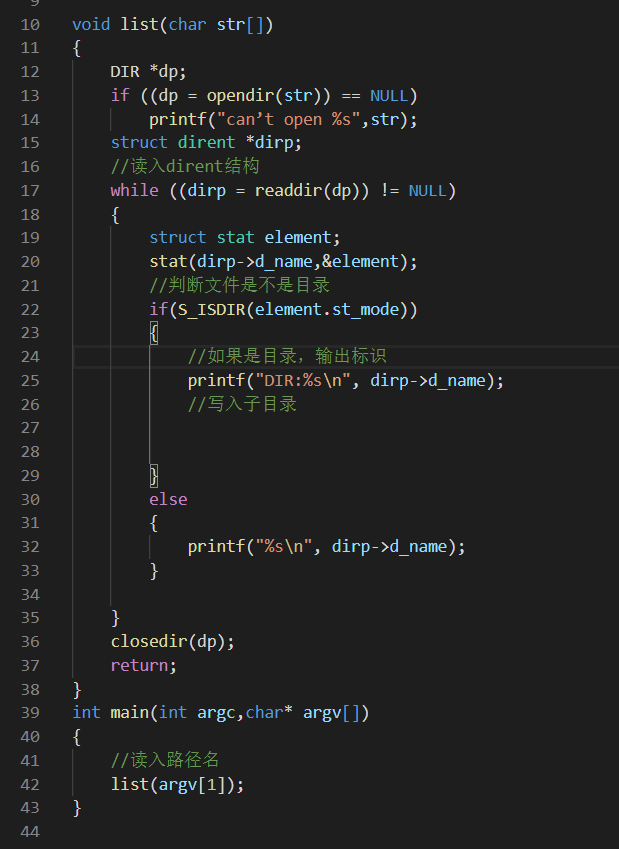 10 void list(char str[])
11 {
12     DIR *dp;
13     if ((dp = opendir(str)) == NULL)
14         printf("can’t open %s",str);
15     struct dirent *dirp;
16     //读入dirent结构
17     while ((dirp = readdir(dp)) != NULL)
18     {
19         struct stat element;
20         stat(dirp->d_name,&element);
21         //判断文件是不是目录
22         if(S_ISDIR(element.st_mode))
23         {
24             //如果是目录，输出标识
25             printf("DIR:%s\n", dirp->d_name);
26             //写入子目录
27
28
29         }
30         else
31         {
32             printf("%s\n", dirp->d_name);
33         }
34
35     }
36     closedir(dp);
37     return;
38 }
39 int main(int argc,char* argv[])
40 {
41     //读入路径名
42     list(argv[1]);
43 }
44